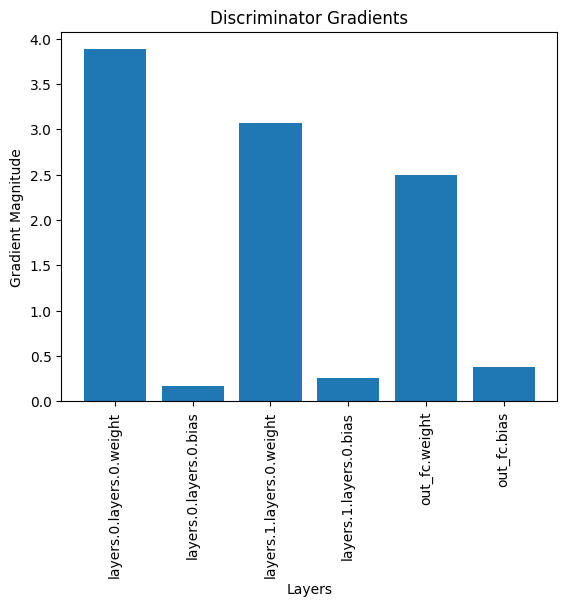 Discriminator Gradients
Gradient Magnitude
4.0
3.5
3.0
2.5
2.0
1.5
1.0
0.5
0.0
layers.0.layers.0.weight
layers.0.layers.0.bias
layers.1.layers.0.weight
layers.1.layers.0.bias
out_fc.weight
out_fc.bias
Layers